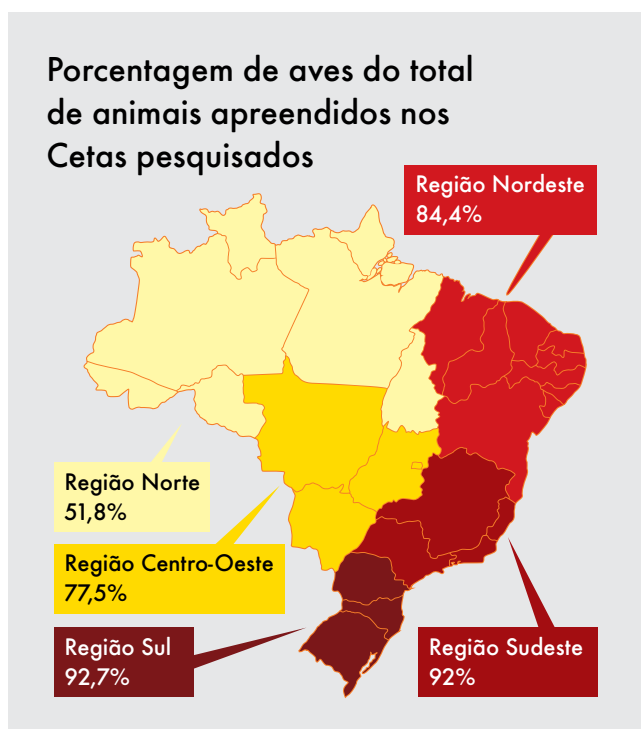 Porcentagem de aves do total
de animais apreendidos nos
Cetas pesquisados
Região Nordeste
84,4%
Região Norte
51,8%
Região Centro-Oeste
77,5%
Região Sul
92,7%
Região Sudeste
92%